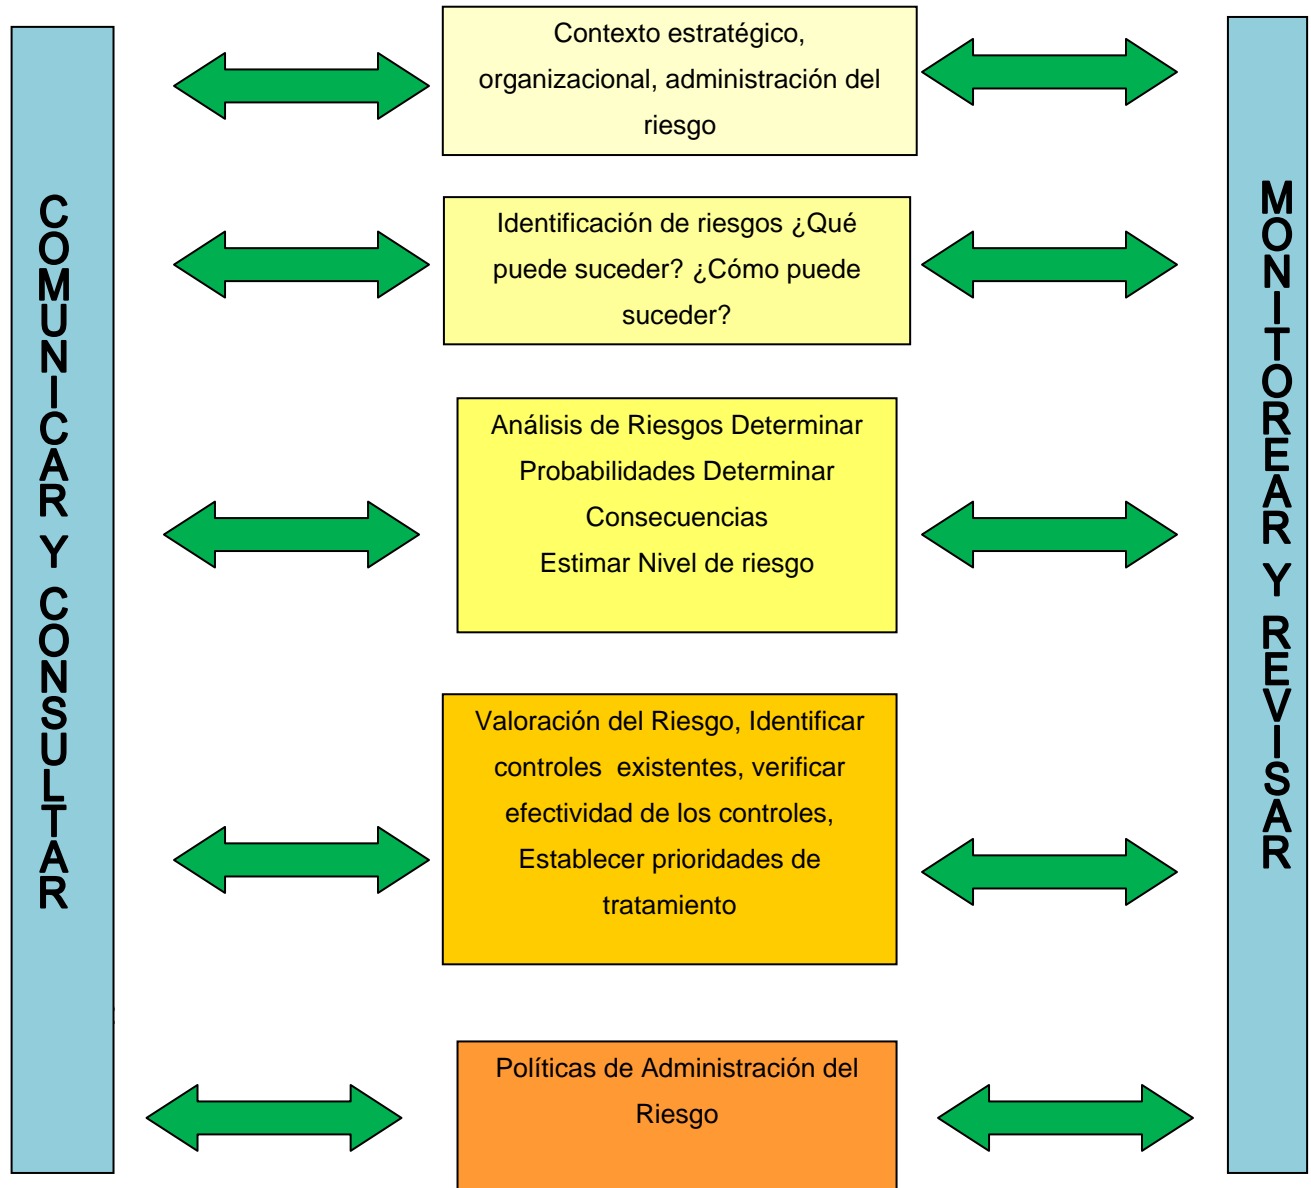 COMUNICAR Y CONSULTAR
Contexto estratégico,
organizacional, administración del
riesgo
Identificación de riesgos ¿Qué
puede suceder? ¿Cómo puede
suceder?
Análisis de Riesgos Determinar
Probabilidades Determinar
Consecuencias
Estimar Nivel de riesgo
Valoración del Riesgo, Identificar
controles  existentes, verificar
efectividad de los controles,
Establecer prioridades de
tratamiento
Políticas de Administración del
Riesgo
MONITOREAR Y REVISAR